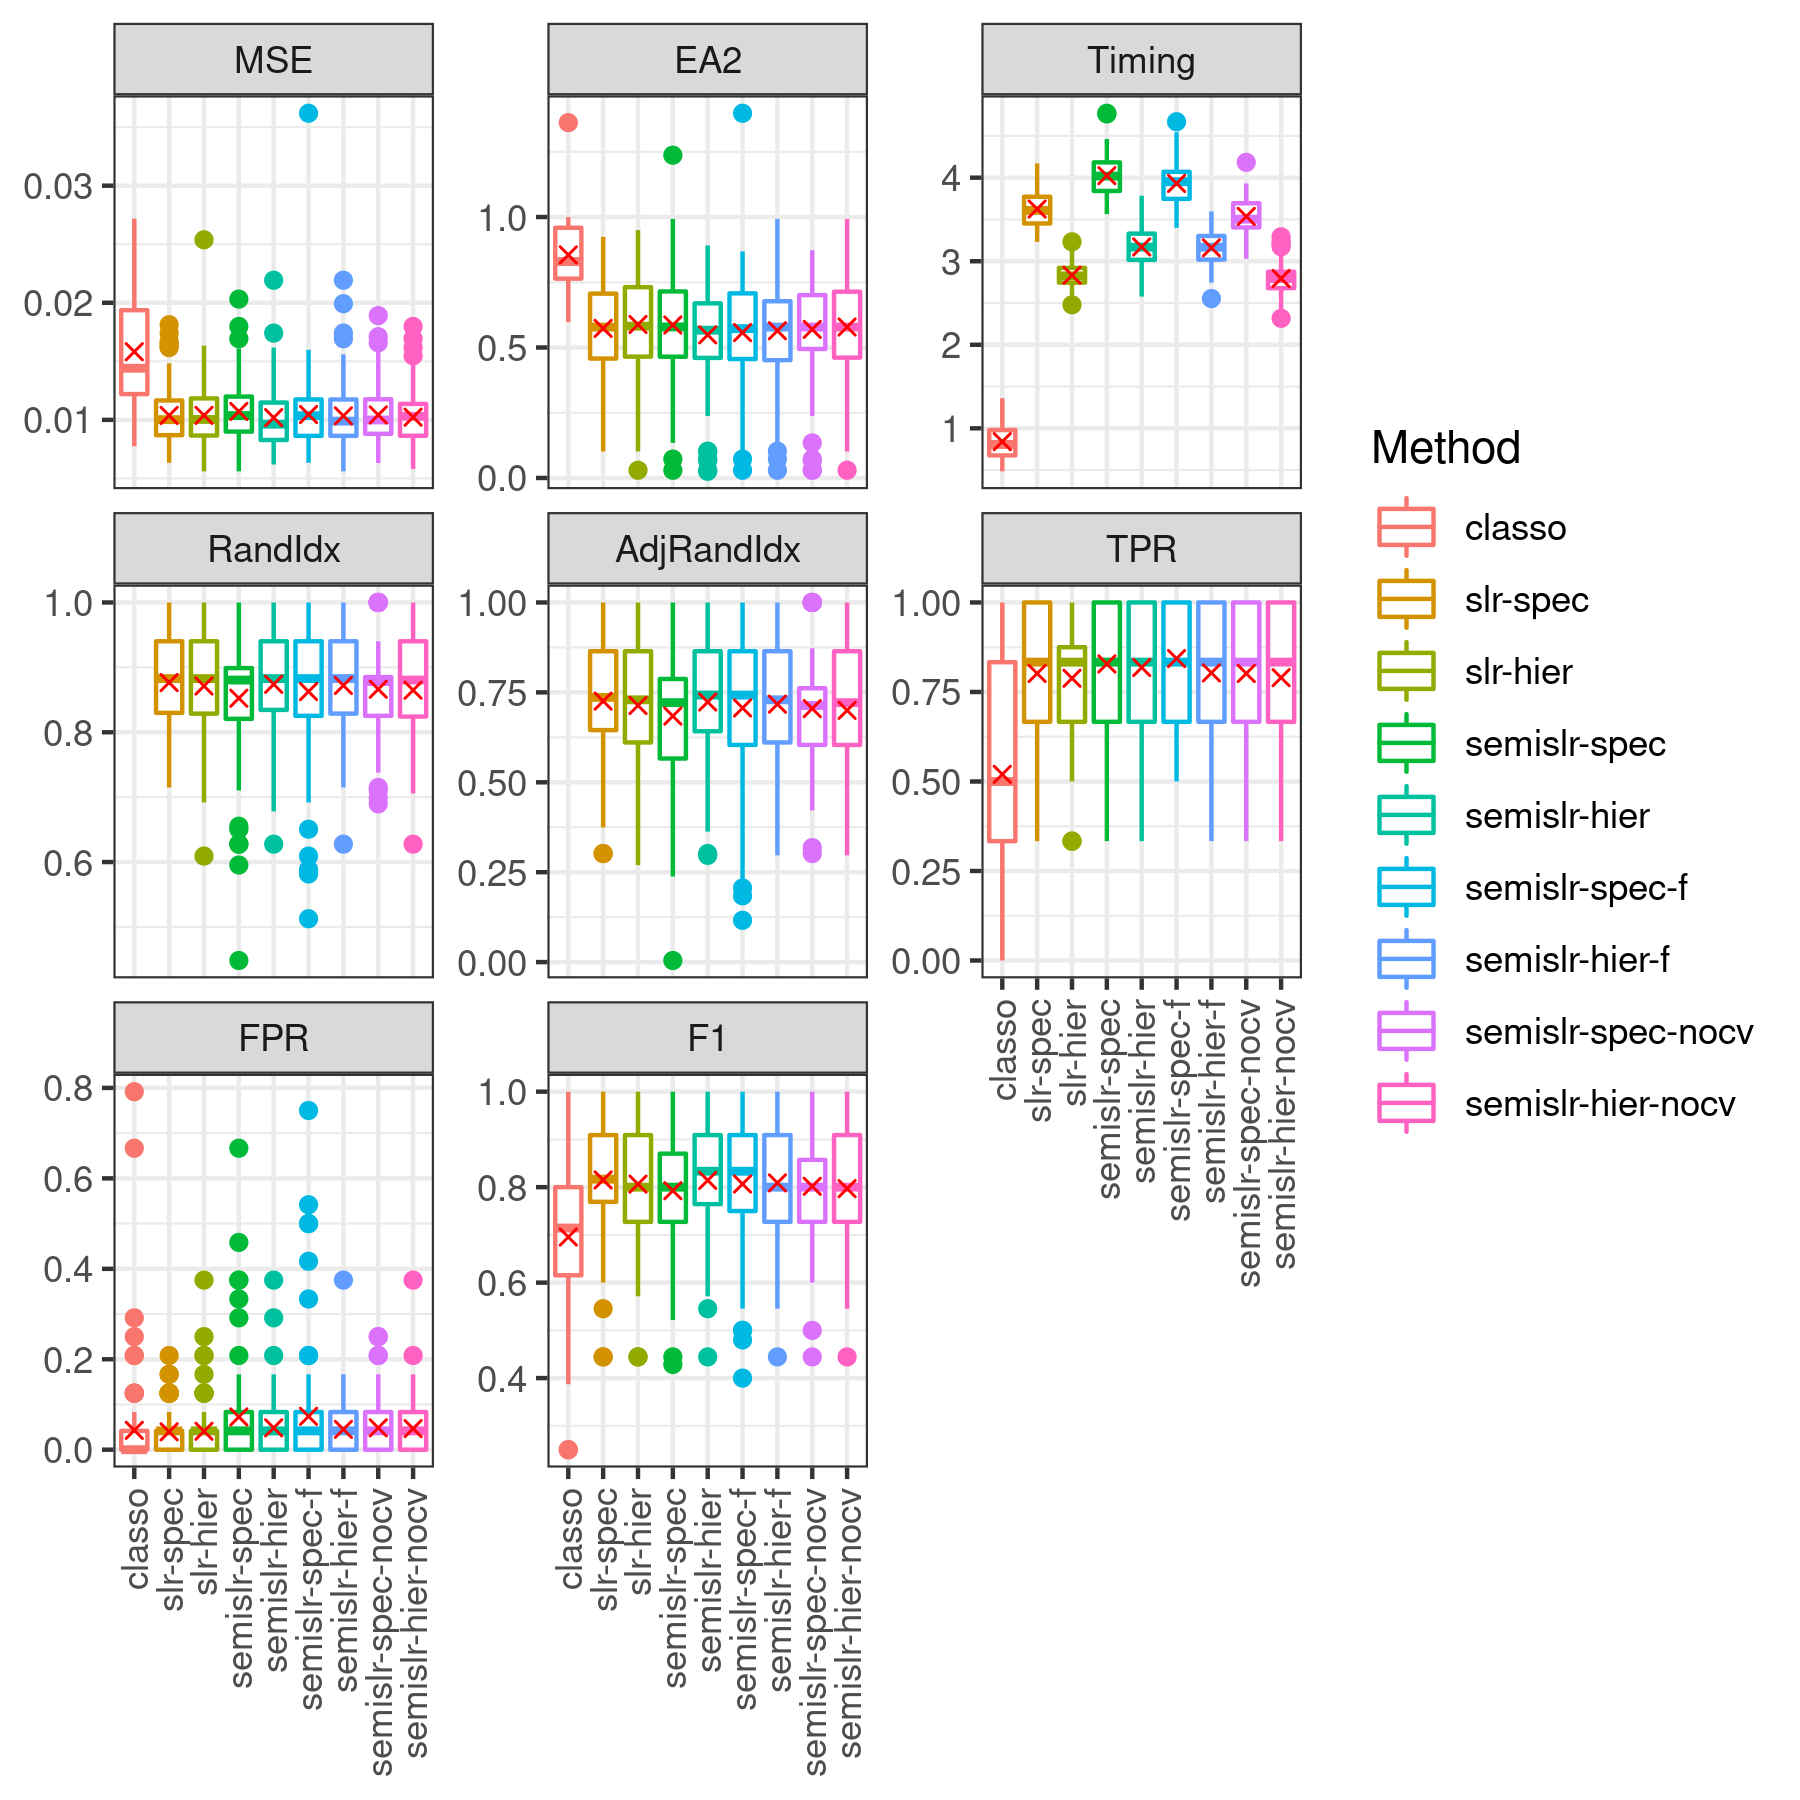 MSE
EA2
Timing
0.03
0.02
0.01
1.0
0.5
0.0
4
3
2
1
RandIdx
AdjRandIdx
TPR
1.0
0.8
0.6
1.00
0.75
0.50
0.25
0.00
1.00
0.75
0.50
0.25
0.00
classo
slr-spec
slr-hier
semislr-spec
semislr-hier
semislr-spec-f
semislr-hier-f
semislr-spec-nocv
semislr-hier-nocv
FPR
F1
0.8
0.6
0.4
0.2
0.0
1.0
0.8
0.6
0.4
classo
slr-spec
slr-hier
semislr-spec
semislr-hier
semislr-spec-f
semislr-hier-f
semislr-spec-nocv
semislr-hier-nocv
classo
slr-spec
slr-hier
semislr-spec
semislr-hier
semislr-spec-f
semislr-hier-f
semislr-spec-nocv
semislr-hier-nocv
Method
classo
slr-spec
slr-hier
semislr-spec
semislr-hier
semislr-spec-f
semislr-hier-f
semislr-spec-nocv
semislr-hier-nocv